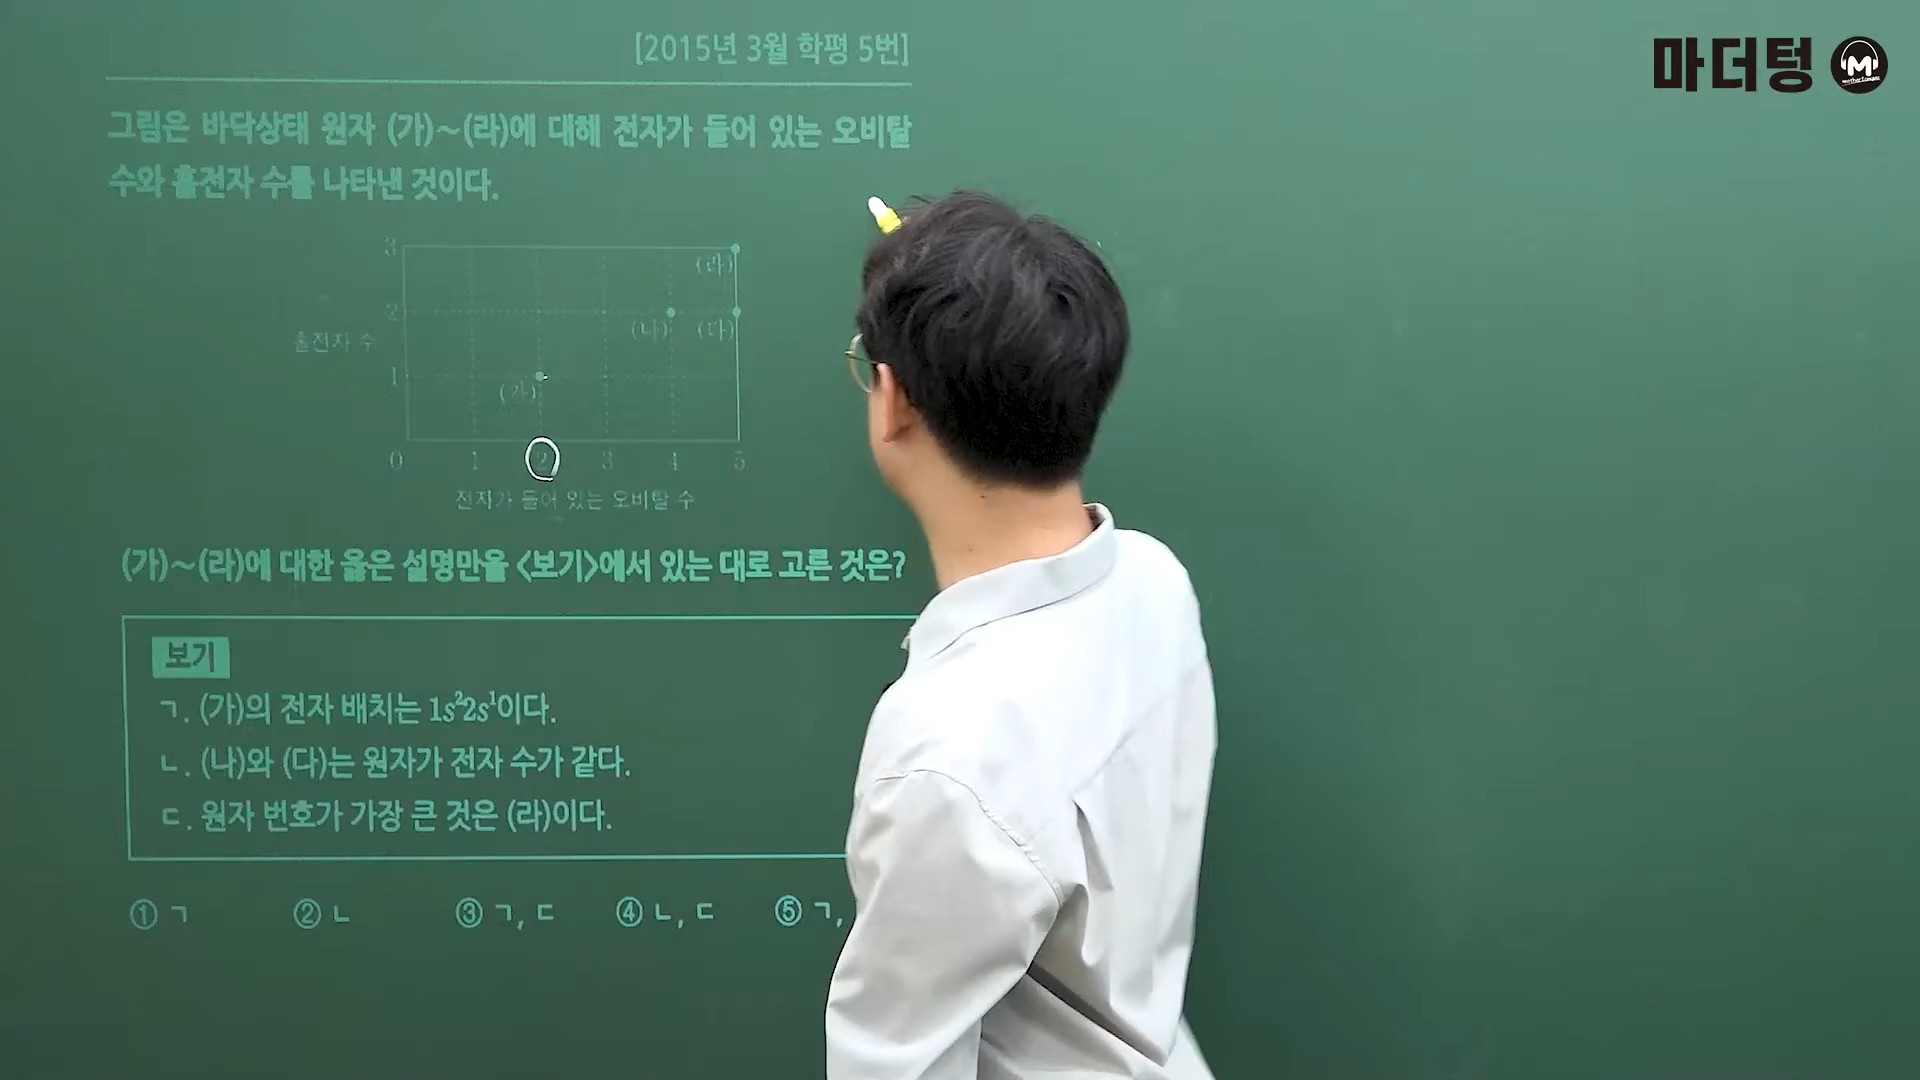 마더텅 M
[2015년 3월 학평 5번]
그림은 바닥상태 원자 (가)~(라)에 대해 전자가 들어 있는 오비탈
수와 홀전자 수를 나타낸 것이다.
3
(라)
2
(나) (다)
홀전자 수
1
(가)
0 1 2 3 4 5
전자가 들어 있는 오비탈 수
(가)~(라)에 대한 옳은 설명만을 <보기>에서 있는 대로 고른 것은?
보기
ㄱ. (가)의 전자 배치는 1s²2s¹이다.
ㄴ. (나)와 (다)는 원자가 전자 수가 같다.
ㄷ. 원자 번호가 가장 큰 것은 (라)이다.
① ㄱ ② ㄴ ③ ㄱ, ㄷ ④ ㄴ, ㄷ ⑤ ㄱ,